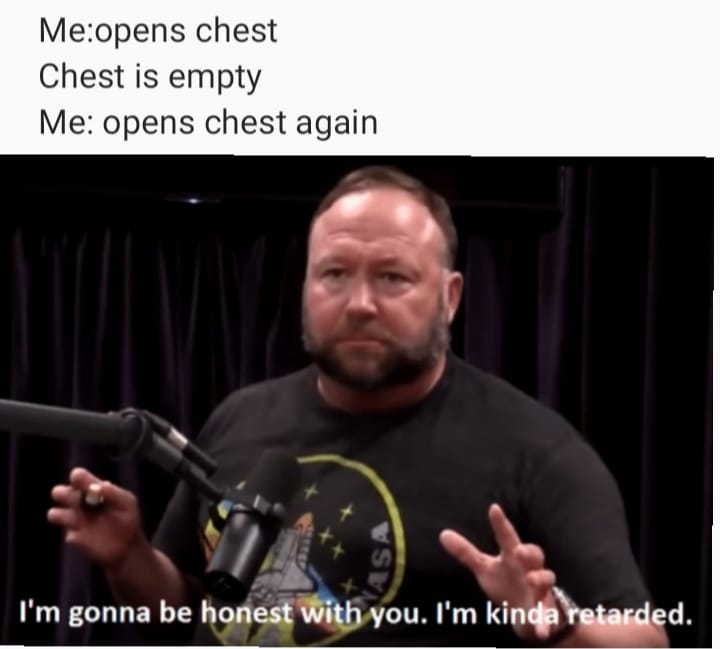 Me:opens chest
Chest is empty
Me: opens chest again
NASA
I'm gonna be honest with you. I'm kinda retarded.